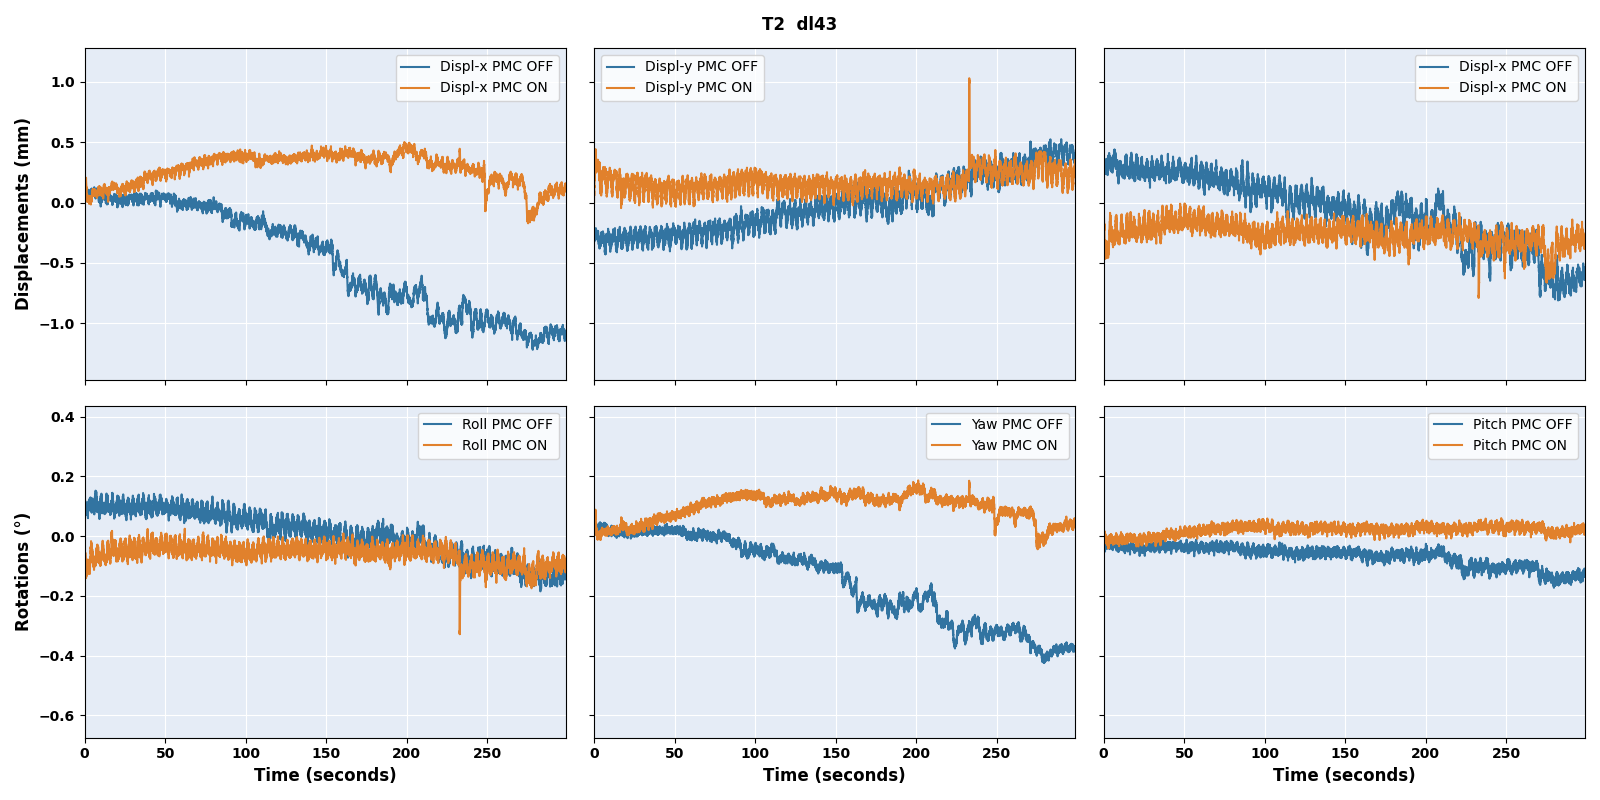 T2 dl43
Displacements (mm)
1.0
0.5
0.0
−0.5
−1.0
Displ-x PMC OFF
Displ-x PMC ON
Displ-y PMC OFF
Displ-y PMC ON
Displ-x PMC OFF
Displ-x PMC ON
Rotations (°)
0.4
0.2
0.0
−0.2
−0.4
−0.6
Roll PMC OFF
Roll PMC ON
Yaw PMC OFF
Yaw PMC ON
Pitch PMC OFF
Pitch PMC ON
0 50 100 150 200 250
0 50 100 150 200 250
0 50 100 150 200 250
Time (seconds)
Time (seconds)
Time (seconds)